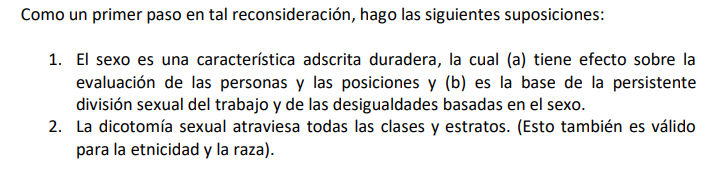 Como un primer paso en tal reconsideración, hago las siguientes suposiciones:
1. El sexo es una característica adscrita duradera, la cual (a) tiene efecto sobre la
evaluación de las personas y las posiciones y (b) es la base de la persistente
división sexual del trabajo y de las desigualdades basadas en el sexo.
2. La dicotomía sexual atraviesa todas las clases y estratos. (Esto también es válido
para la etnicidad y la raza).